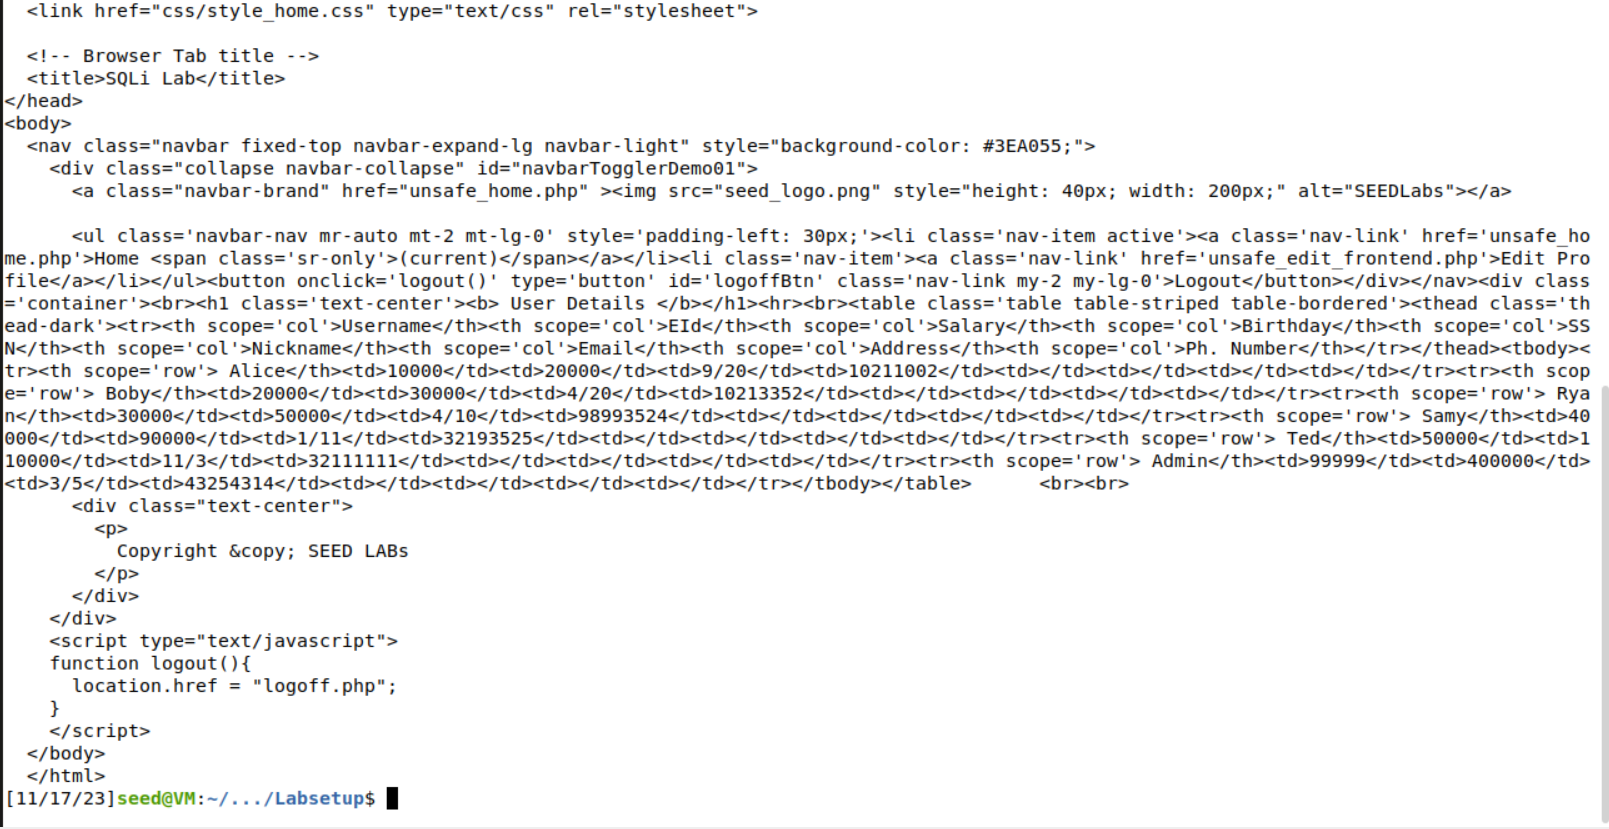 <link href="css/style_home.css" type="text/css" rel="stylesheet">
<!-- Browser Tab title -->
<title>SQLi Lab</title>
</head>
<body>
<nav class="navbar fixed-top navbar-expand-lg navbar-light" style="background-color: #3EA055;">
<div class="collapse navbar-collapse" id="navbarTogglerDemo01">
<a class="navbar-brand" href="unsafe_home.php" ><img src="seed_logo.png" style="height: 40px; width: 200px;" alt="SEEDLabs"></a>
<ul class='navbar-nav mr-auto mt-2 mt-lg-0' style='padding-left: 30px;'><li class='nav-item active'><a class='nav-link' href='unsafe_ho
me.php'>Home <span class='sr-only'>(current)</span></a></li><li class='nav-item'><a class='nav-link' href='unsafe_edit_frontend.php'>Edit Pro
file</a></li></ul><button onclick='logout()' type='button' id='logoffBtn' class='nav-link my-2 my-lg-0'>Logout</button></div></nav><div class
='container'><br><h1 class='text-center'><b> User Details </b></h1><hr><br><table class='table table-striped table-bordered'><thead class='th
ead-dark'><tr><th scope='col'>Username</th><th scope='col'>EId</th><th scope='col'>Salary</th><th scope='col'>Birthday</th><th scope='col'>SS
N</th><th scope='col'>Nickname</th><th scope='col'>Email</th><th scope='col'>Address</th><th scope='col'>Ph. Number</th></tr></thead><tbody><
tr><th scope='row'> Alice</th><td>10000</td><td>20000</td><td>9/20</td><td>10211002</td><td></td><td></td><td></td><td></td></tr><tr><th scop
e='row'> Boby</th><td>20000</td><td>30000</td><td>4/20</td><td>10213352</td><td></td><td></td><td></td><td></td></tr><tr><th scope='row'> Rya
n</th><td>30000</td><td>50000</td><td>4/10</td><td>98993524</td><td></td><td></td><td></td><td></td></tr><tr><th scope='row'> Samy</th><td>40
000</td><td>90000</td><td>1/11</td><td>32193525</td><td></td><td></td><td></td><td></td></tr><tr><th scope='row'> Ted</th><td>50000</td><td>1
10000</td><td>11/3</td><td>32111111</td><td></td><td></td><td></td><td></td></tr><tr><th scope='row'> Admin</th><td>99999</td><td>400000</td>
<td>3/5</td><td>43254314</td><td></td><td></td><td></td><td></td></tr></tbody></table>      <br><br>
<div class="text-center">
<p>
Copyright &copy; SEED LABs
</p>
</div>
</div>
<script type="text/javascript">
function logout(){
location.href = "logoff.php";
}
</script>
</body>
</html>
[11/17/23]seed@VM:~/.../Labsetup$